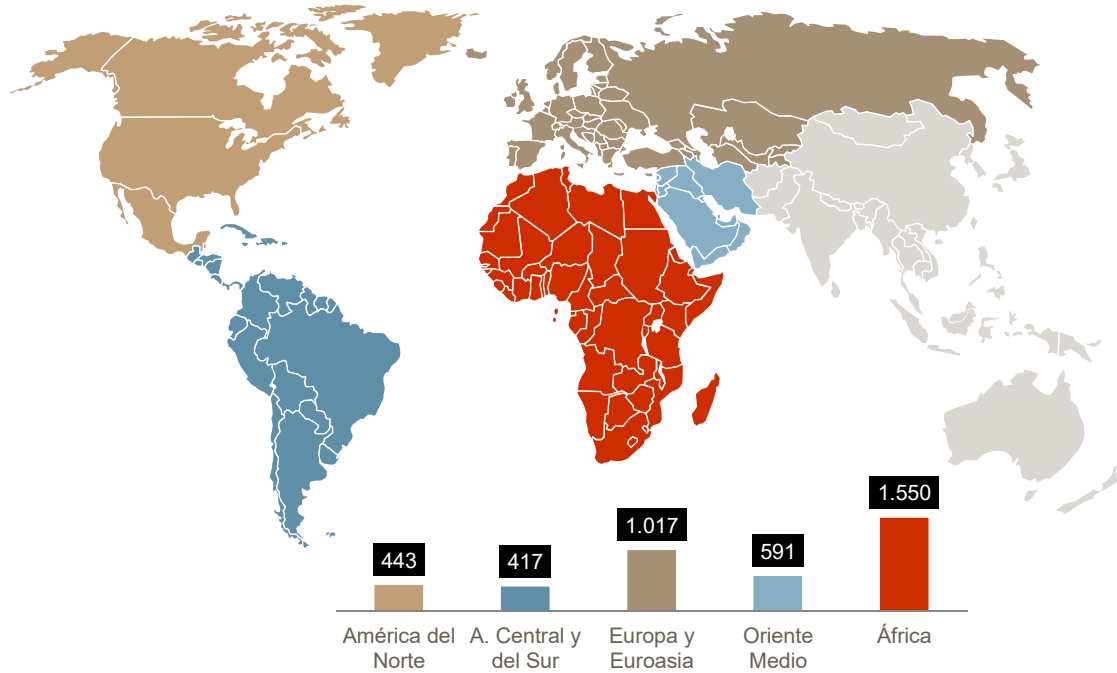 443
417
1.017
591
1.550
América del
Norte
A. Central y
del Sur
Europa y
Euroasia
Oriente
Medio
África